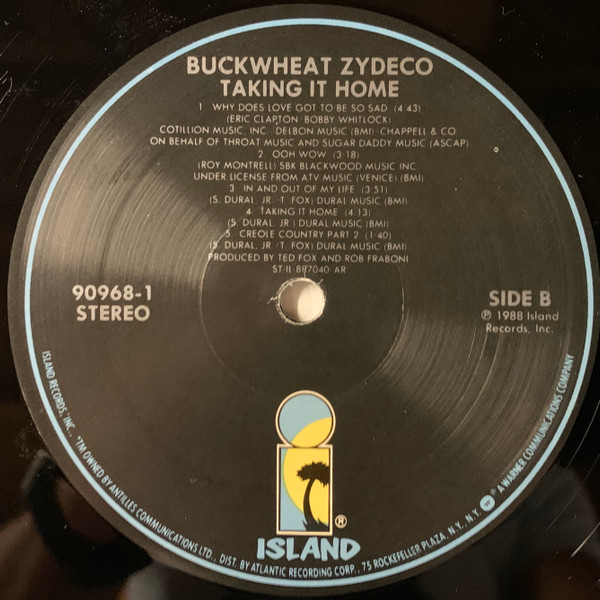 BUCKWHEAT ZYDECO
TAKING IT HOME
1 WHY DOES LOVE GOT TO BE SO SAD (4:43)
(ERIC CLAPTON BOBBY WHITLOCK)
COTILLION MUSIC, INC. DELBON MUSIC (BMI) CHAPPELL & CO
ON BEHALF OF THROAT MUSIC AND SUGAR DADDY MUSIC (ASCAP)
2 OOH WOW (3:18)
(ROY MONTRELL) SBK BLACKWOOD MUSIC INC.
UNDER LICENSE FROM ATV MUSIC (VENICE) (BMI)
3 IN AND OUT OF MY LIFE (3:51)
(S. DURAL, JR. T. FOX) DURAL MUSIC (BMI)
4 TAKING IT HOME (4:13)
(S. DURAL, JR.) DURAL MUSIC (BMI)
5 CREOLE COUNTRY PART 2 (1:40)
(S. DURAL, JR. T. FOX) DURAL MUSIC (BMI)
PRODUCED BY TED FOX AND ROB FRABONI
ST-IL-887040-AR
90968-1
STEREO
SIDE B
℗ 1988 Island
Records, Inc.
ISLAND ®
ISLAND RECORDS, INC., *TM OWNED BY ANTILLES COMMUNICATIONS LTD., DIST. BY ATLANTIC RECORDING CORP., 75 ROCKEFELLER PLAZA, N.Y., N.Y. A WARNER COMMUNICATIONS COMPANY